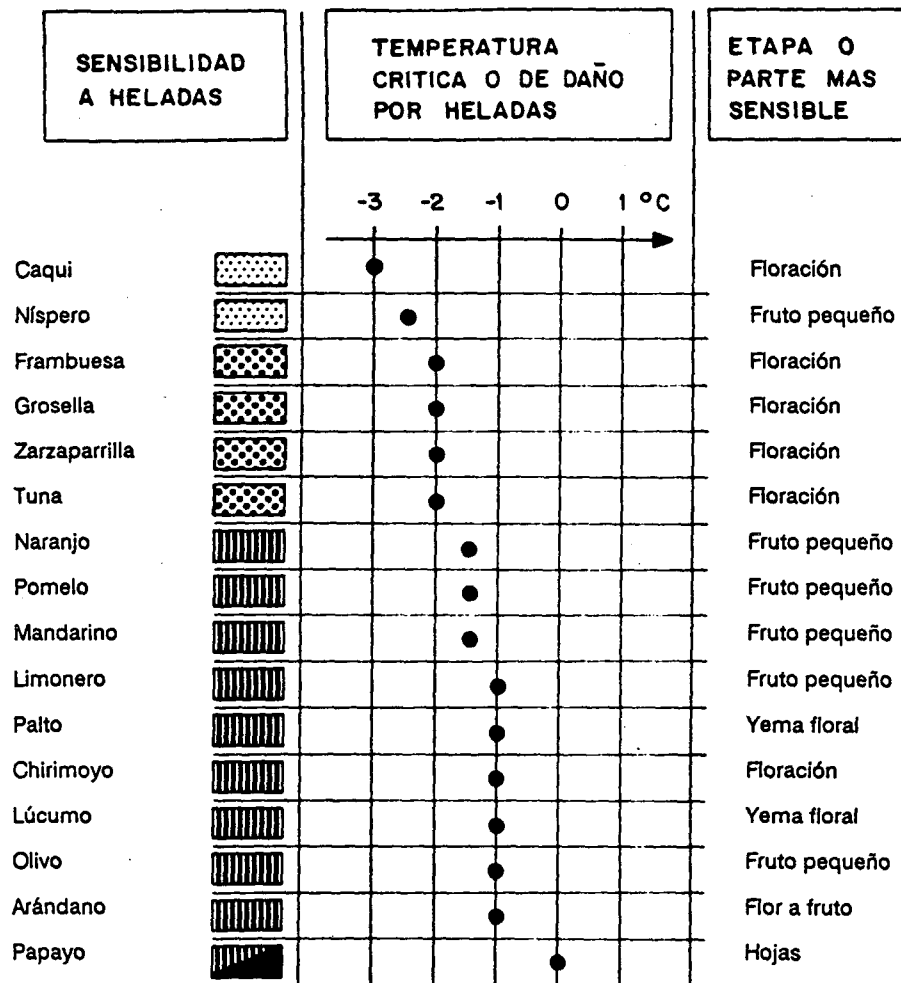 SENSIBILIDAD
A HELADAS
TEMPERATURA
CRITICA O DE DAÑO
POR HELADAS
ETAPA O
PARTE MAS
SENSIBLE
-3 -2 -1 0 1 °C
Caqui Floración
Níspero Fruto pequeño
Frambuesa Floración
Grosella Floración
Zarzaparrilla Floración
Tuna Floración
Naranjo Fruto pequeño
Pomelo Fruto pequeño
Mandarino Fruto pequeño
Limonero Fruto pequeño
Palto Yema floral
Chirimoyo Floración
Lúcumo Yema floral
Olivo Fruto pequeño
Arándano Flor a fruto
Papayo Hojas